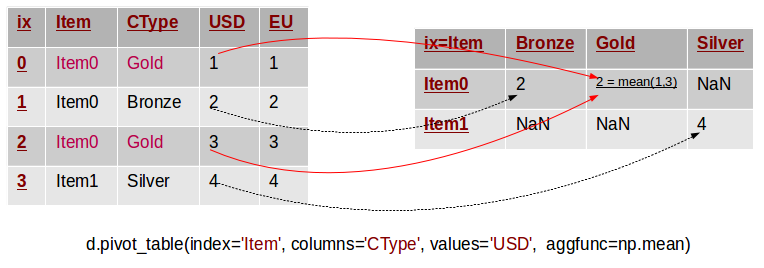 ix Item CType USD EU
0 Item0 Gold 1 1
1 Item0 Bronze 2 2
2 Item0 Gold 3 3
3 Item1 Silver 4 4
ix=Item Bronze Gold Silver
Item0 2 2 = mean(1,3) NaN
Item1 NaN NaN 4
d.pivot_table(index='Item', columns='CType', values='USD', aggfunc=np.mean)